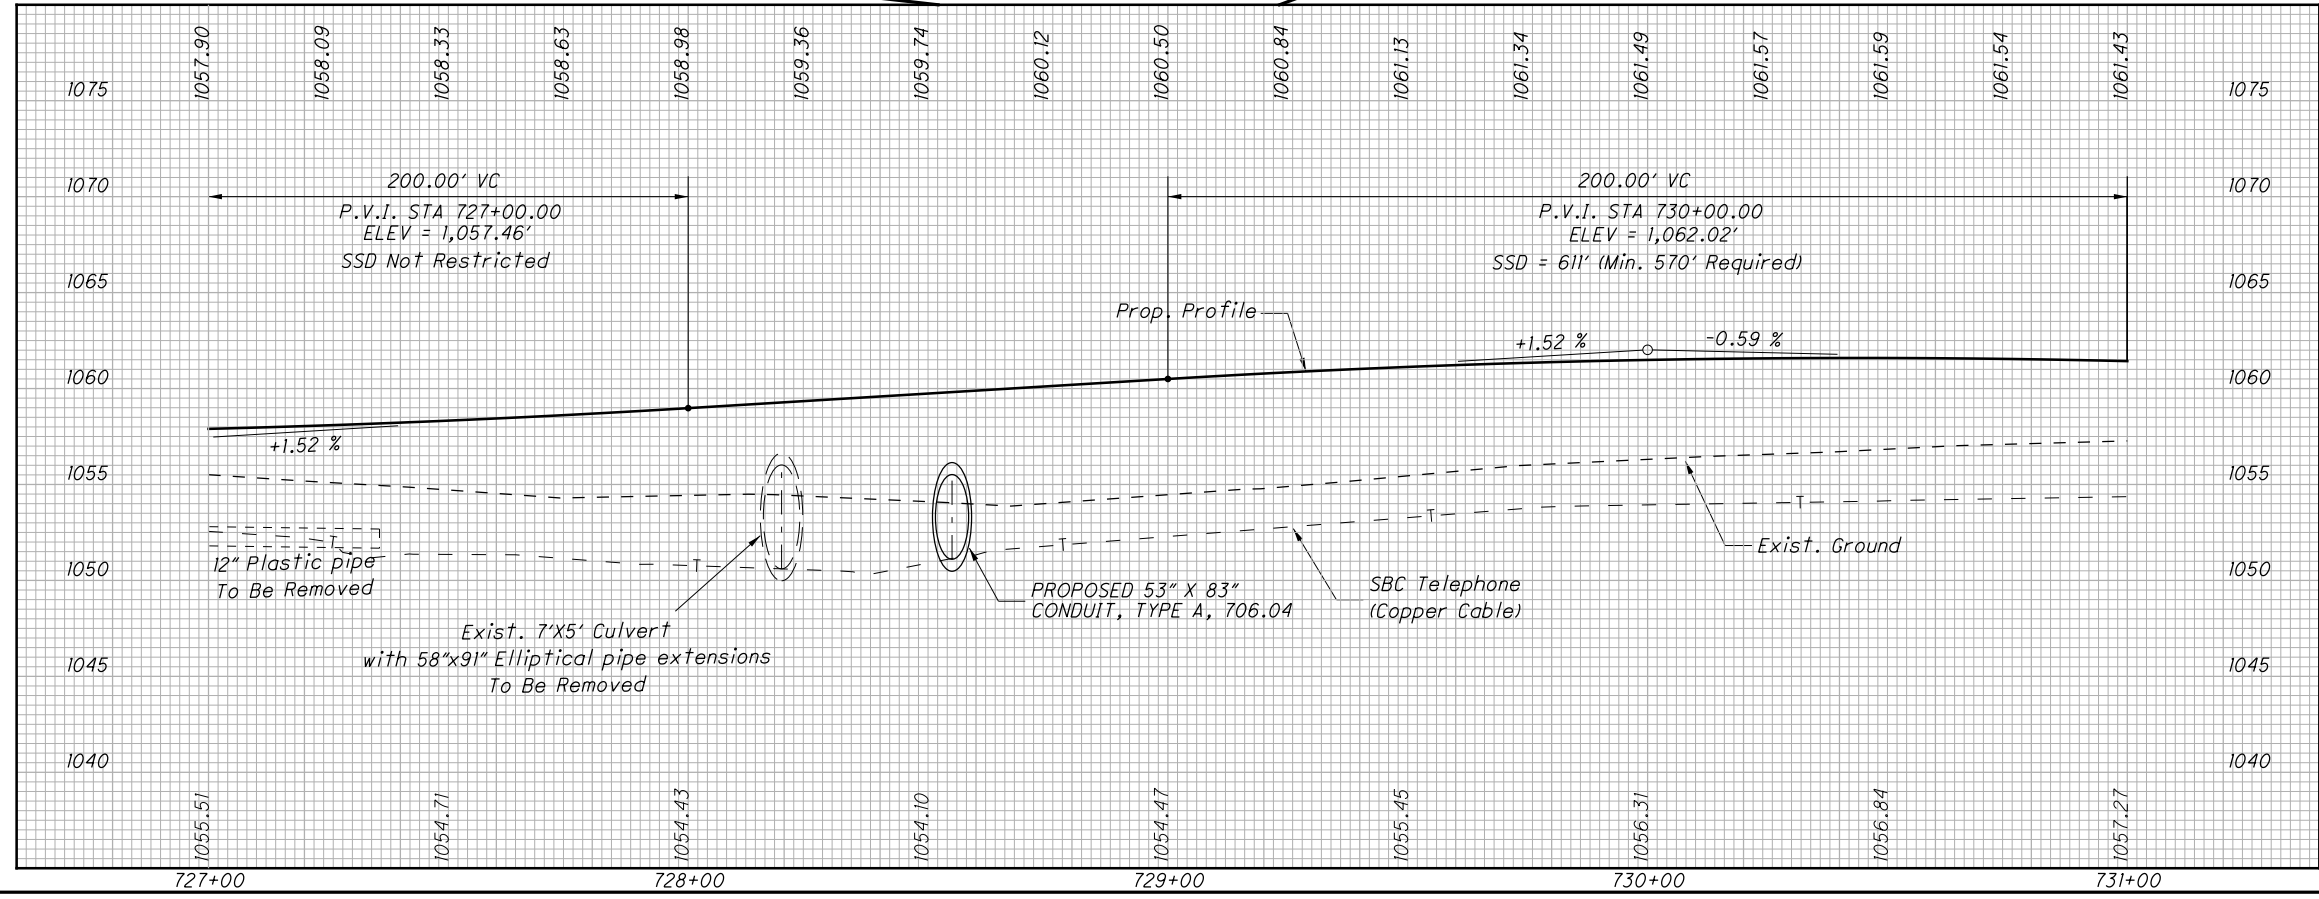 1057.90
1058.09
1058.33
1058.63
1058.98
1059.36
1059.74
1060.12
1060.50
1060.84
1061.13
1061.34
1061.49
1061.57
1061.59
1061.54
1061.43
1075
1075
200.00' VC
P.V.I. STA 727+00.00
ELEV = 1,057.46'
SSD Not Restricted
200.00' VC
P.V.I. STA 730+00.00
ELEV = 1,062.02'
SSD = 611' (Min. 570' Required)
1070
1070
1065
1065
Prop. Profile
+1.52 %
-0.59 %
1060
1060
+1.52 %
1055
1055
T
T
T
T
T
Exist. Ground
12" Plastic pipe
To Be Removed
1050
1050
PROPOSED 53" X 83"
CONDUIT, TYPE A, 706.04
SBC Telephone
(Copper Cable)
Exist. 7'X5' Culvert
with 58"x91" Elliptical pipe extensions
To Be Removed
1045
1045
1040
1040
1055.51
1054.71
1054.43
1054.10
1054.47
1055.45
1056.31
1056.84
1057.27
727+00
728+00
729+00
730+00
731+00